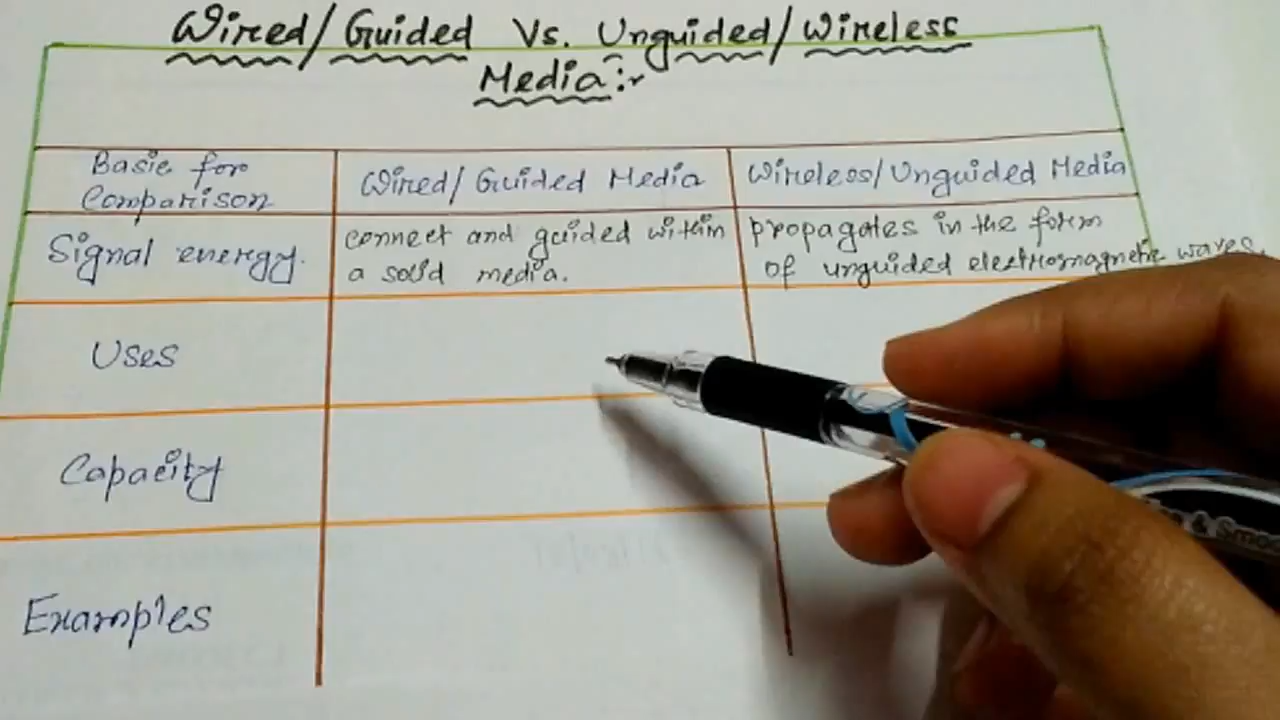 Wired/Guided Vs. Unguided/Wireless
Media:-
Basic for
Comparison
Wired/Guided Media
Wireless/Unguided Media
Signal energy.
connect and guided within
a solid media.
propagates in the form
of unguided electromagnetic waves.
Uses
Capacity
Examples
& Smoo